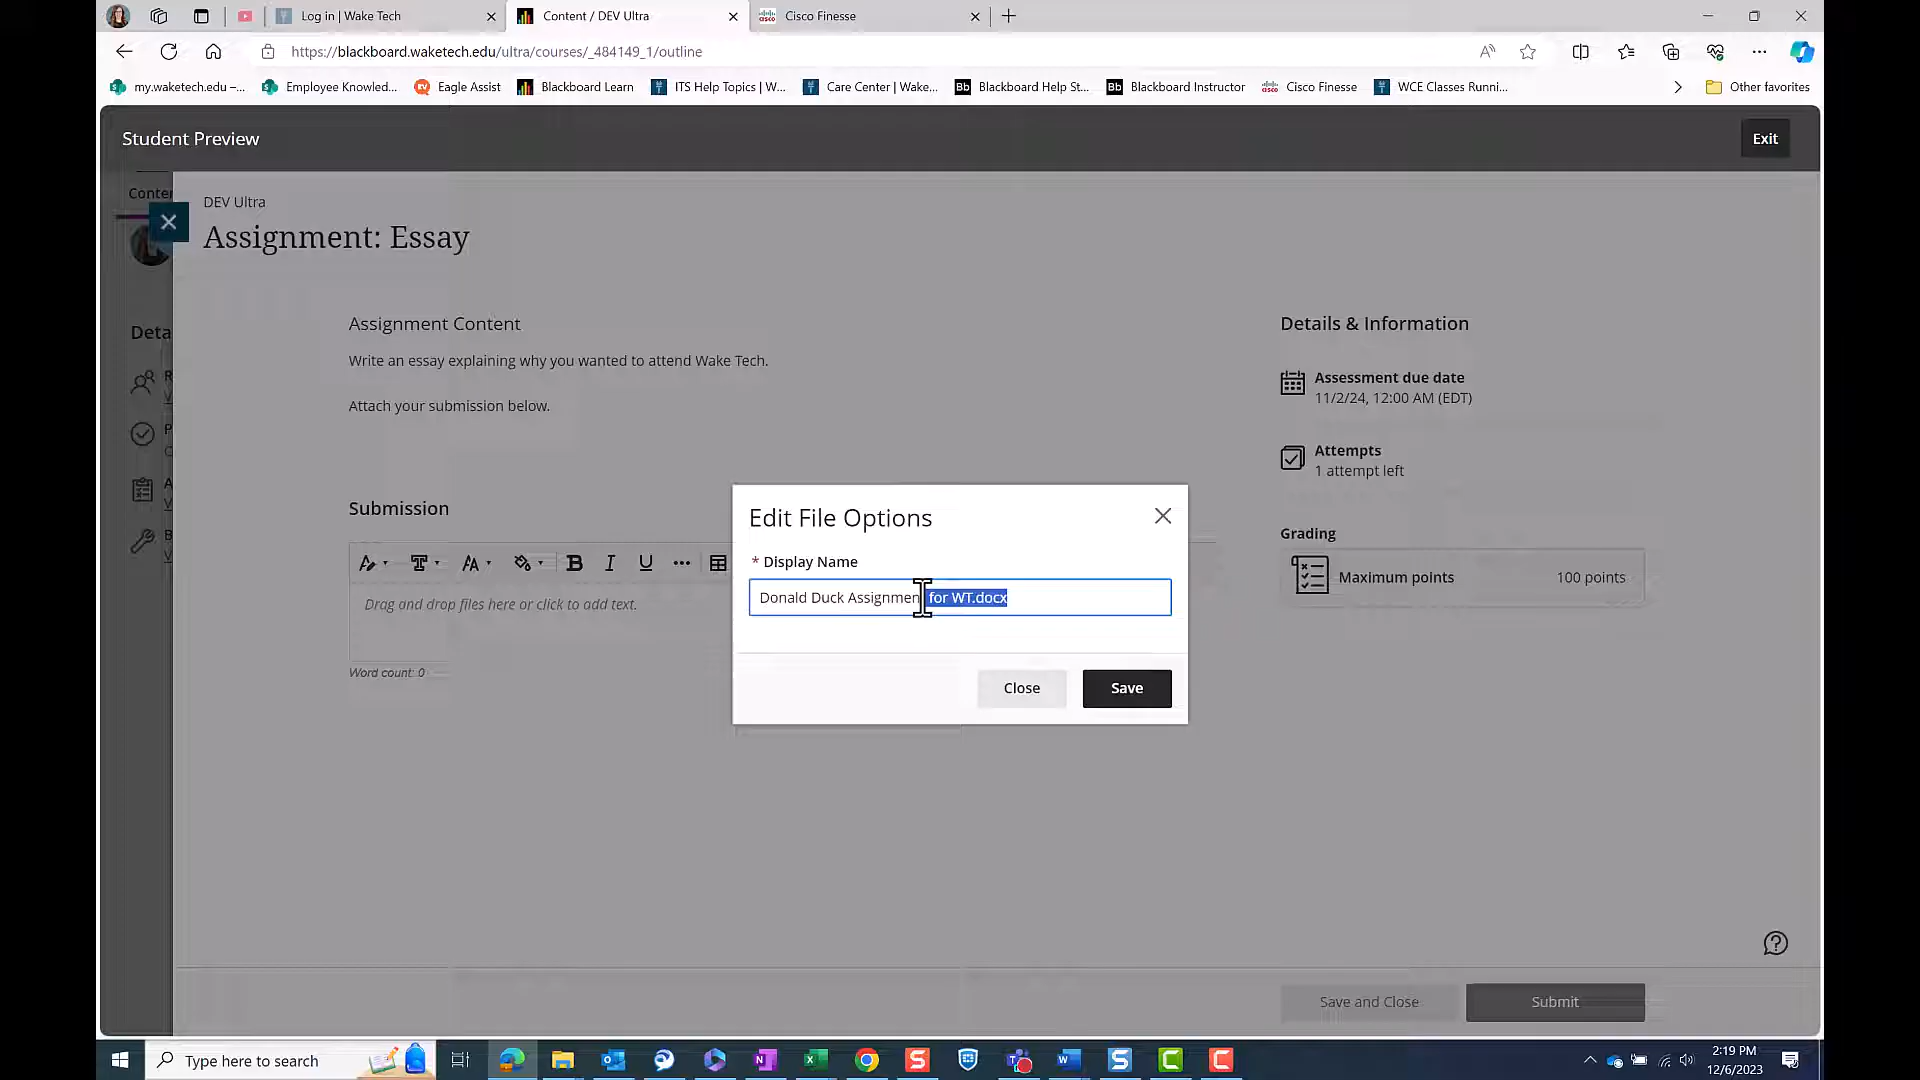 Log in | Wake Tech
Content / DEV Ultra
Cisco Finesse
https://blackboard.waketech.edu/ultra/courses/_484149_1/outline
my.waketech.edu –...
Employee Knowled...
Eagle Assist
Blackboard Learn
ITS Help Topics | W...
Care Center | Wake...
Blackboard Help St...
Blackboard Instructor
Cisco Finesse
WCE Classes Runni...
Other favorites
Student Preview
Exit
Conter
DEV Ultra
Assignment: Essay
Deta
Assignment Content
Write an essay explaining why you wanted to attend Wake Tech.
Attach your submission below.
Details & Information
Assessment due date
11/2/24, 12:00 AM (EDT)
Attempts
1 attempt left
Grading
Maximum points
100 points
Submission
Drag and drop files here or click to add text.
Word count: 0
Edit File Options
* Display Name
Donald Duck Assignment for WT.docx
Close
Save
Save and Close
Submit
Type here to search
2:19 PM
12/6/2023